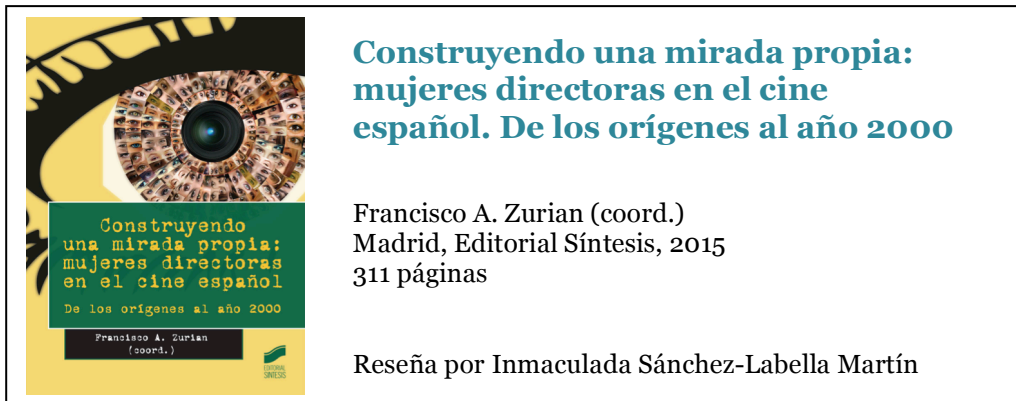 Construyendo
una mirada propia:
mujeres directoras
en el cine español
De los orígenes al año 2000
Francisco A. Zurian
(coord.)
EDITORIAL
SINTESIS
Construyendo una mirada propia:
mujeres directoras en el cine
español. De los orígenes al año 2000
Francisco A. Zurian (coord.)
Madrid, Editorial Síntesis, 2015
311 páginas
Reseña por Inmaculada Sánchez-Labella Martín